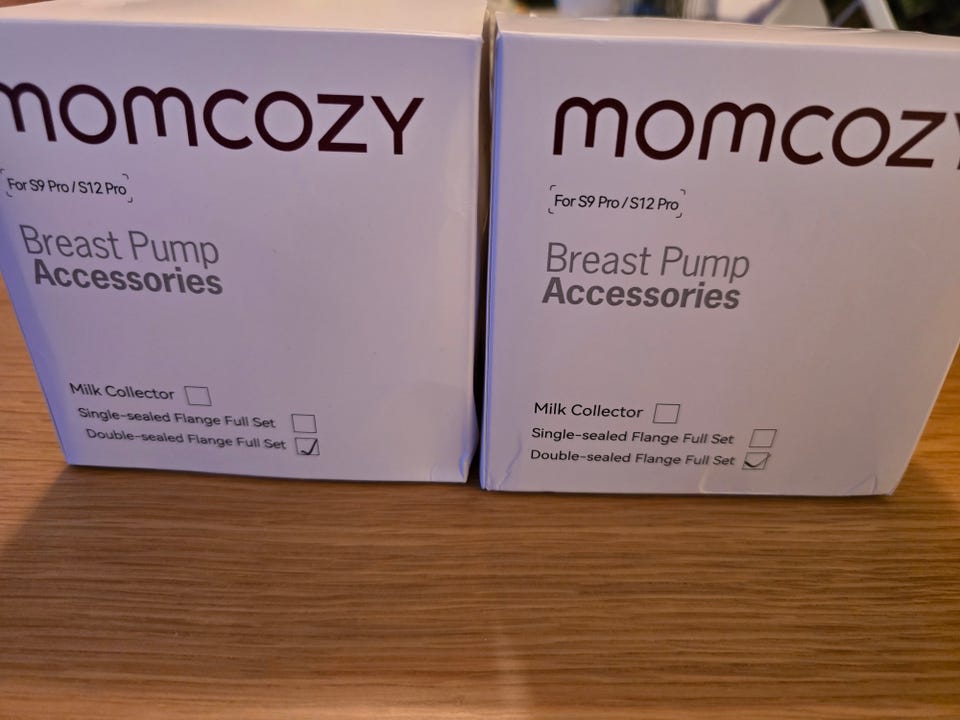 momcozy
For S9 Pro / S12 Pro
Breast Pump
Accessories
Milk Collector
Single-sealed Flange Full Set
Double-sealed Flange Full Set
momcozy
For S9 Pro / S12 Pro
Breast Pump
Accessories
Milk Collector
Single-sealed Flange Full Set
Double-sealed Flange Full Set